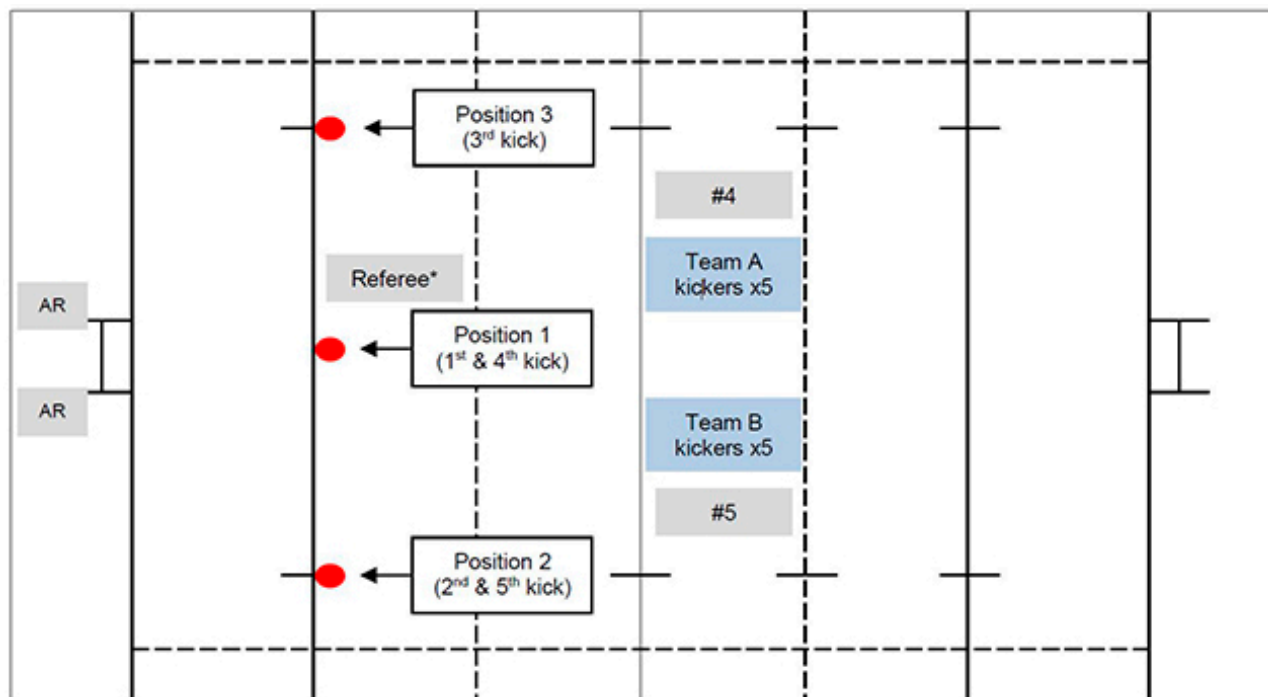 Position 3
(3rd kick)
#4
Team A
kickers x5
Referee*
AR
Position 1
(1st & 4th kick)
AR
Team B
kickers x5
#5
Position 2
(2nd & 5th kick)